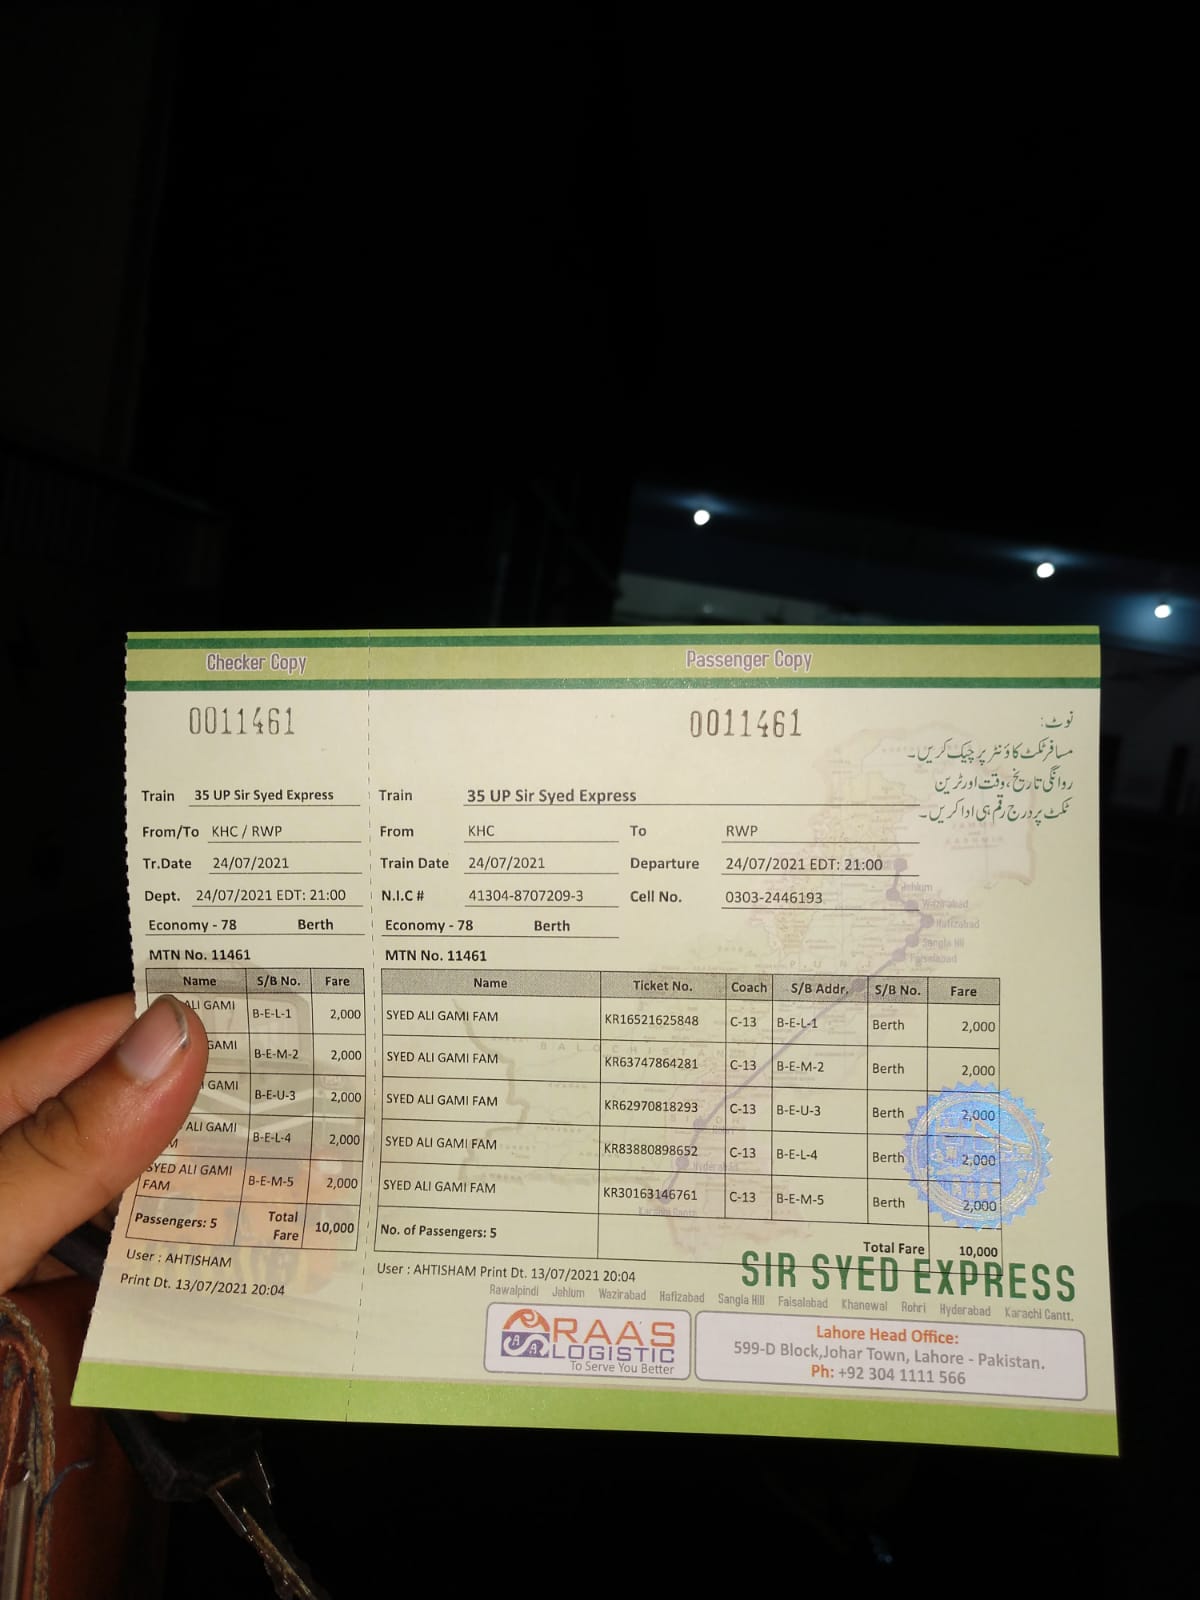 Checker Copy
0011461
Train 35 UP Sir Syed Express
From/To KHC / RWP
Tr.Date 24/07/2021
Dept. 24/07/2021 EDT: 21:00
Economy - 78 Berth
MTN No. 11461
Name S/B No. Fare
ALI GAMI B-E-L-1 2,000
GAMI B-E-M-2 2,000
GAMI B-E-U-3 2,000
ALI GAMI B-E-L-4 2,000
SYED ALI GAMI
FAM B-E-M-5 2,000
Passengers: 5 Total
Fare 10,000
User : AHTISHAM
Print Dt. 13/07/2021 20:04
Passenger Copy
0011461
نوٹ:
مسافر ٹکٹ کاؤنٹر پر چیک کریں۔
روانگی تاریخ، وقت اور ٹرین
ٹکٹ پر درج رقم ہی ادا کریں۔
Train 35 UP Sir Syed Express
From KHC To RWP
Train Date 24/07/2021 Departure 24/07/2021 EDT: 21:00
N.I.C # 41304-8707209-3 Cell No. 0303-2446193
Economy - 78 Berth
MTN No. 11461
Name Ticket No. Coach S/B Addr. S/B No. Fare
SYED ALI GAMI FAM KR16521625848 C-13 B-E-L-1 Berth 2,000
SYED ALI GAMI FAM KR63747864281 C-13 B-E-M-2 Berth 2,000
SYED ALI GAMI FAM KR62970818293 C-13 B-E-U-3 Berth 2,000
SYED ALI GAMI FAM KR83880898652 C-13 B-E-L-4 Berth 2,000
SYED ALI GAMI FAM KR30163146761 C-13 B-E-M-5 Berth 2,000
No. of Passengers: 5 Total Fare 10,000
User : AHTISHAM Print Dt. 13/07/2021 20:04
Jehlum
Wazirabad
Hafizabad
Sangla Hill
Faisalabad
PUNJ
BALOCHISTAN
Hyderabad
Karachi Cantt.
SIR SYED EXPRESS
Rawalpindi Jehlum Wazirabad Hafizabad Sangla Hill Faisalabad Khanewal Rohri Hyderabad Karachi Cantt.
RAAS
LOGISTIC
To Serve You Better
Lahore Head Office:
599-D Block,Johar Town, Lahore - Pakistan.
Ph: +92 304 1111 566